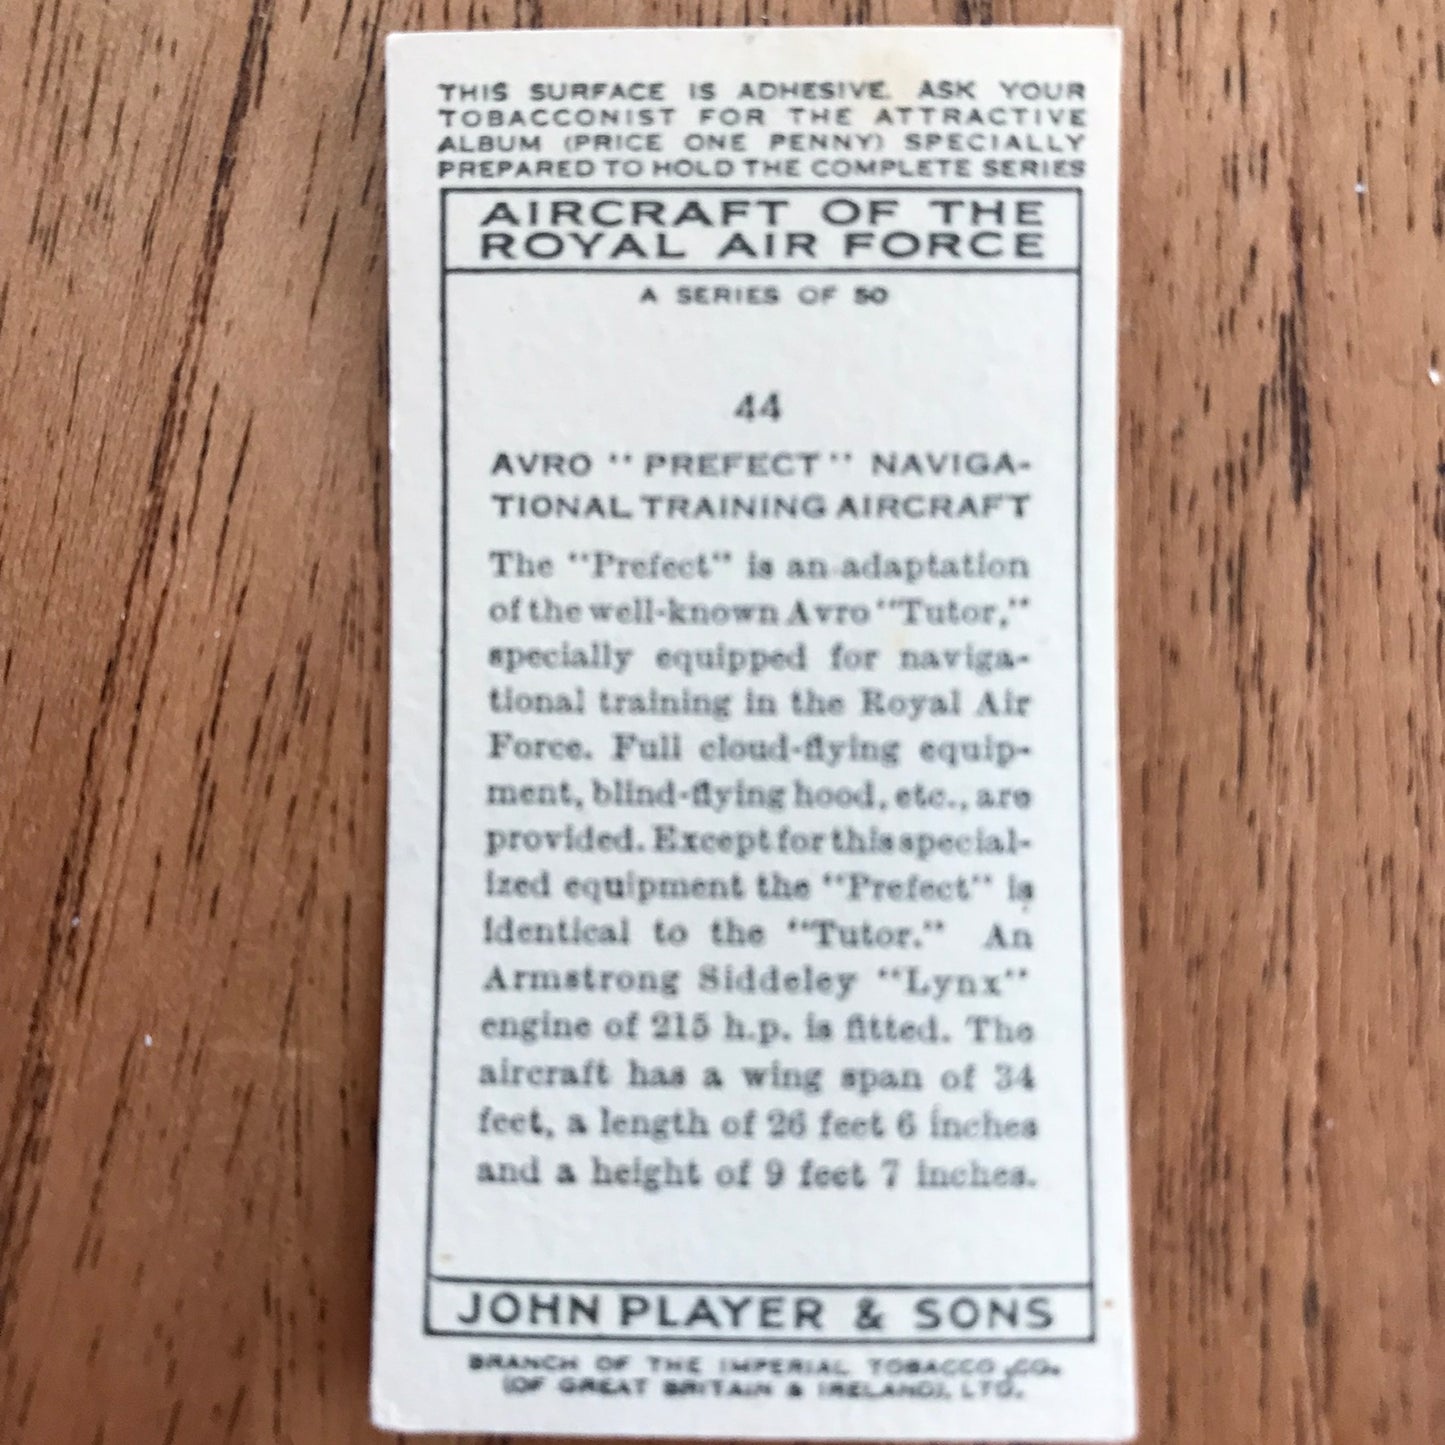 THIS SURFACE IS ADHESIVE. ASK YOUR
TOBACCONIST FOR THE ATTRACTIVE
ALBUM (PRICE ONE PENNY) SPECIALLY
PREPARED TO HOLD THE COMPLETE SERIES
AIRCRAFT OF THE
ROYAL AIR FORCE
A SERIES OF 50
44
AVRO "PREFECT" NAVIGA-
TIONAL TRAINING AIRCRAFT
The "Prefect" is an adaptation
of the well-known Avro "Tutor,"
specially equipped for naviga-
tional training in the Royal Air
Force. Full cloud-flying equip-
ment, blind-flying hood, etc., are
provided. Except for this special-
ized equipment the "Prefect" is
identical to the "Tutor." An
Armstrong Siddeley "Lynx"
engine of 215 h.p. is fitted. The
aircraft has a wing span of 34
feet, a length of 26 feet 6 inches
and a height of 9 feet 7 inches.
JOHN PLAYER & SONS
BRANCH OF THE IMPERIAL TOBACCO CO.
(OF GREAT BRITAIN & IRELAND), LTD.